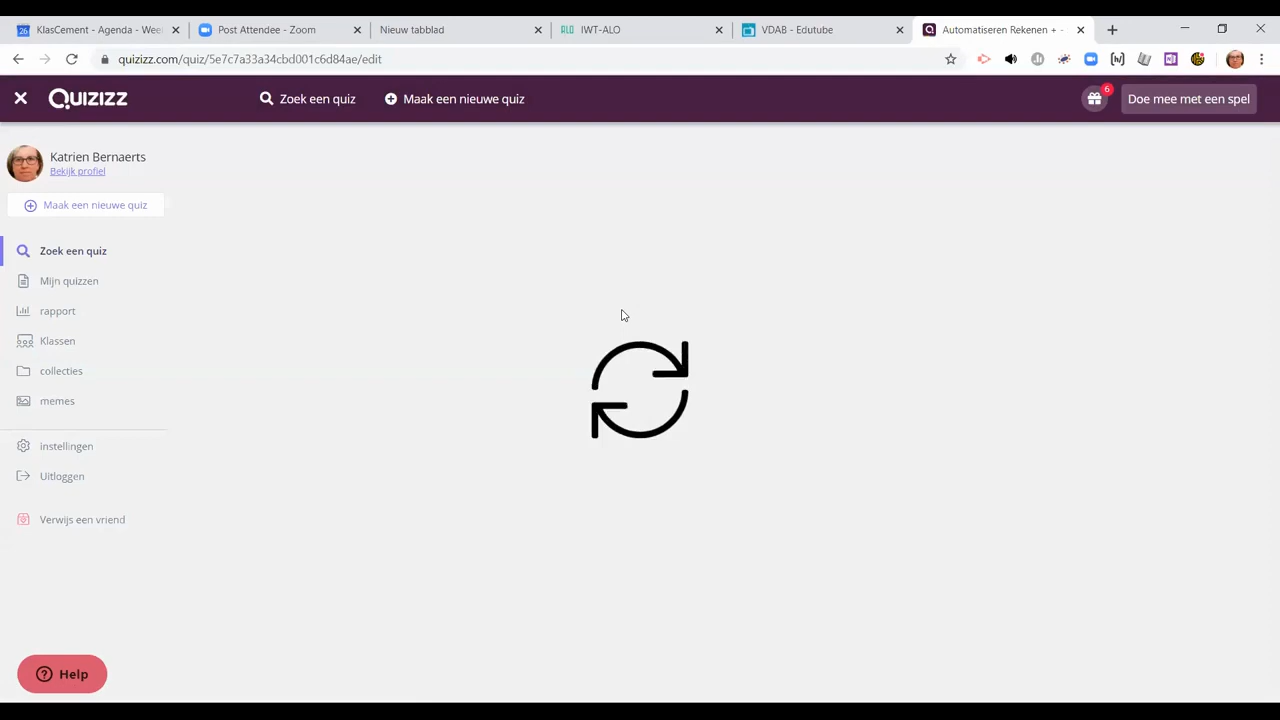 KlasCement - Agenda - Wee
Post Attendee - Zoom
Nieuw tabblad
ALO IWT-ALO
VDAB - Edutube
Automatiseren Rekenen + -
quizizz.com/quiz/5e7c7a33a34cbd001c6d84ae/edit
QUIZIZZ
Zoek een quiz
Maak een nieuwe quiz
6
Doe mee met een spel
Katrien Bernaerts
Bekijk profiel
Maak een nieuwe quiz
Zoek een quiz
Mijn quizzen
rapport
Klassen
collecties
memes
instellingen
Uitloggen
Verwijs een vriend
Help